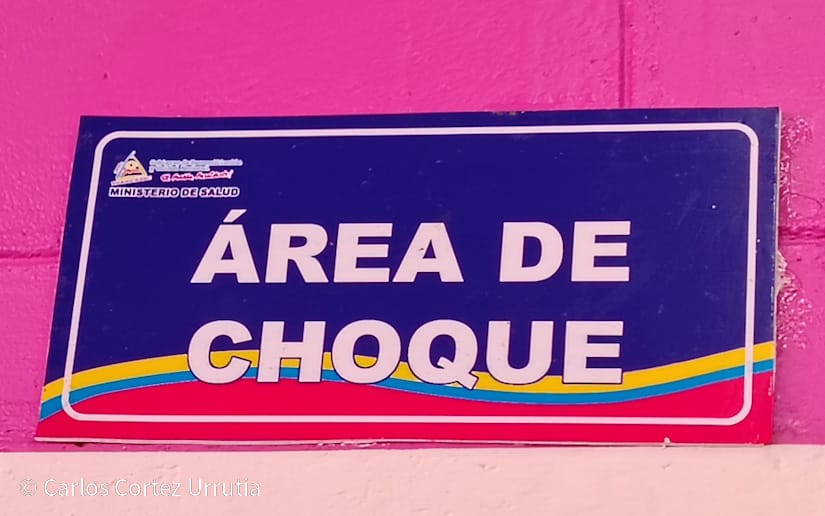 MINISTERIO DE SALUD
ÁREA DE
CHOQUE
© Carlos Cortez Urrutia